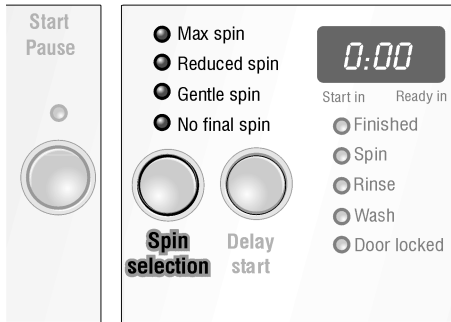 Start
Pause
Max spin
Reduced spin
Gentle spin
No final spin
Spin
selection
Delay
start
0:00
Start in Ready in
Finished
Spin
Rinse
Wash
Door locked